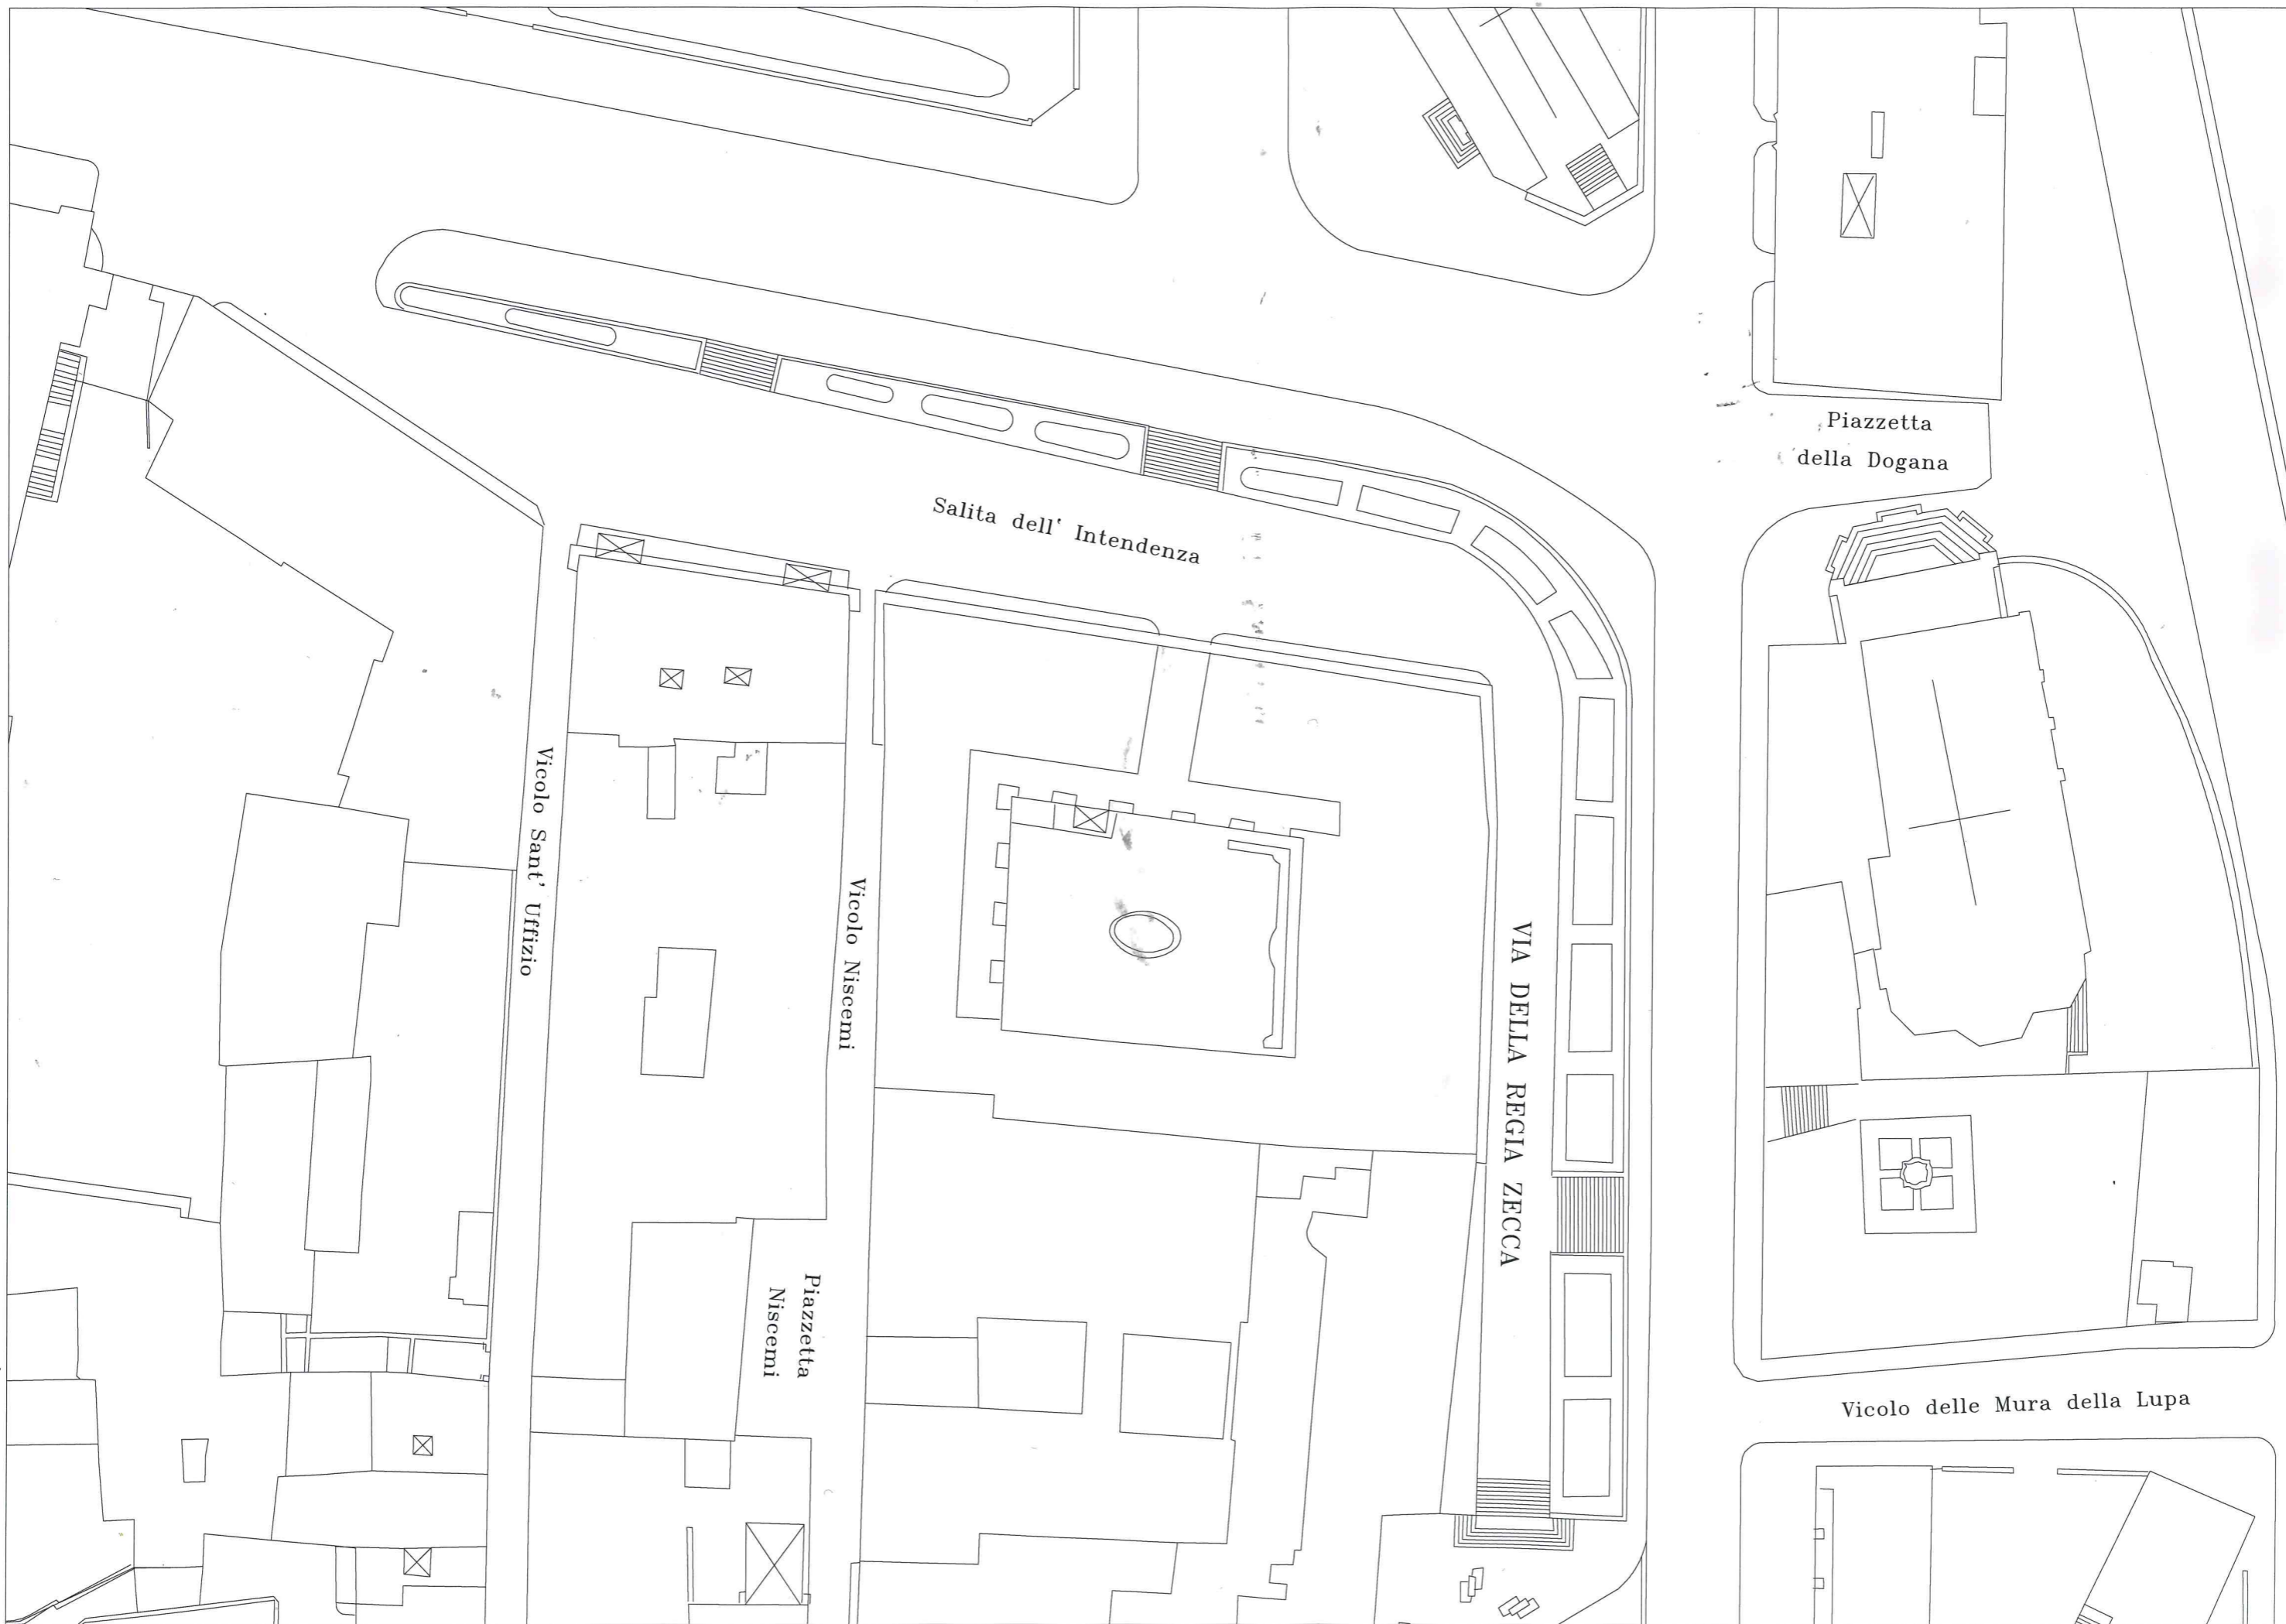 Piazzetta
della Dogana
Salita dell' Intendenza
Vicolo Sant' Uffizio
Vicolo Niscemi
VIA DELLA REGIA ZECCA
Piazzetta
Niscemi
Vicolo delle Mura della Lupa